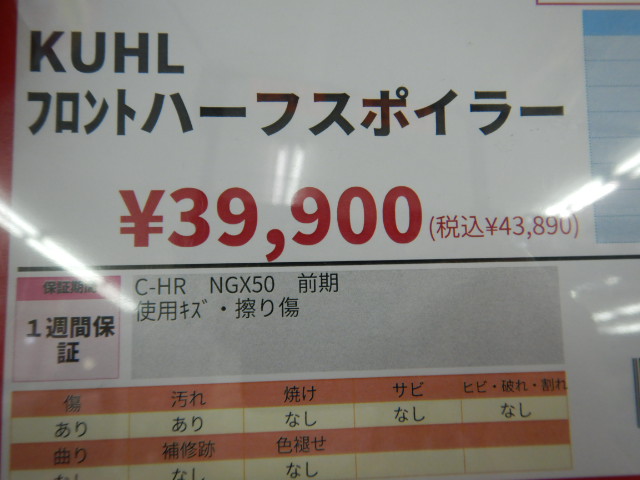 KUHL
フロントハーフスポイラー
¥39,900(税込¥43,890)
保証期間
1週間保証
C-HR NGX50 前期
使用キズ・擦り傷
傷 汚れ 焼け サビ ヒビ・破れ・割れ
あり あり なし なし なし
曲り 補修跡 色褪せ
なし なし なし